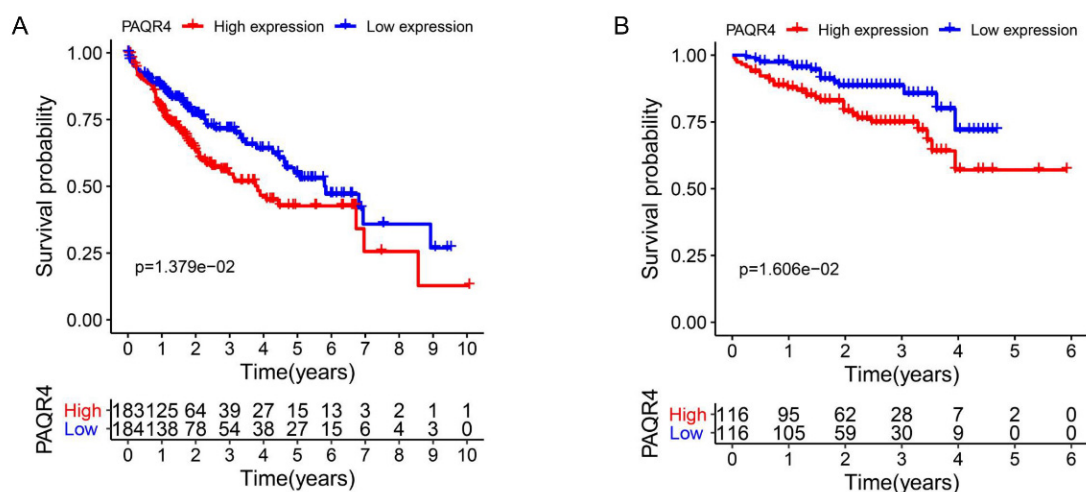 A
PAQR4 High expression Low expression
Survival probability
1.00
0.75
0.50
0.25
0.00
p=1.379e−02
0 1 2 3 4 5 6 7 8 9 10
Time(years)
PAQR4
High 183 125 64 39 27 15 13 3 2 1 1
Low 184 138 78 54 38 27 15 6 4 3 0
0 1 2 3 4 5 6 7 8 9 10
Time(years)
B
PAQR4 High expression Low expression
Survival probability
1.00
0.75
0.50
0.25
0.00
p=1.606e−02
0 1 2 3 4 5 6
Time(years)
PAQR4
High 116 95 62 28 7 2 0
Low 116 105 59 30 9 0 0
0 1 2 3 4 5 6
Time(years)